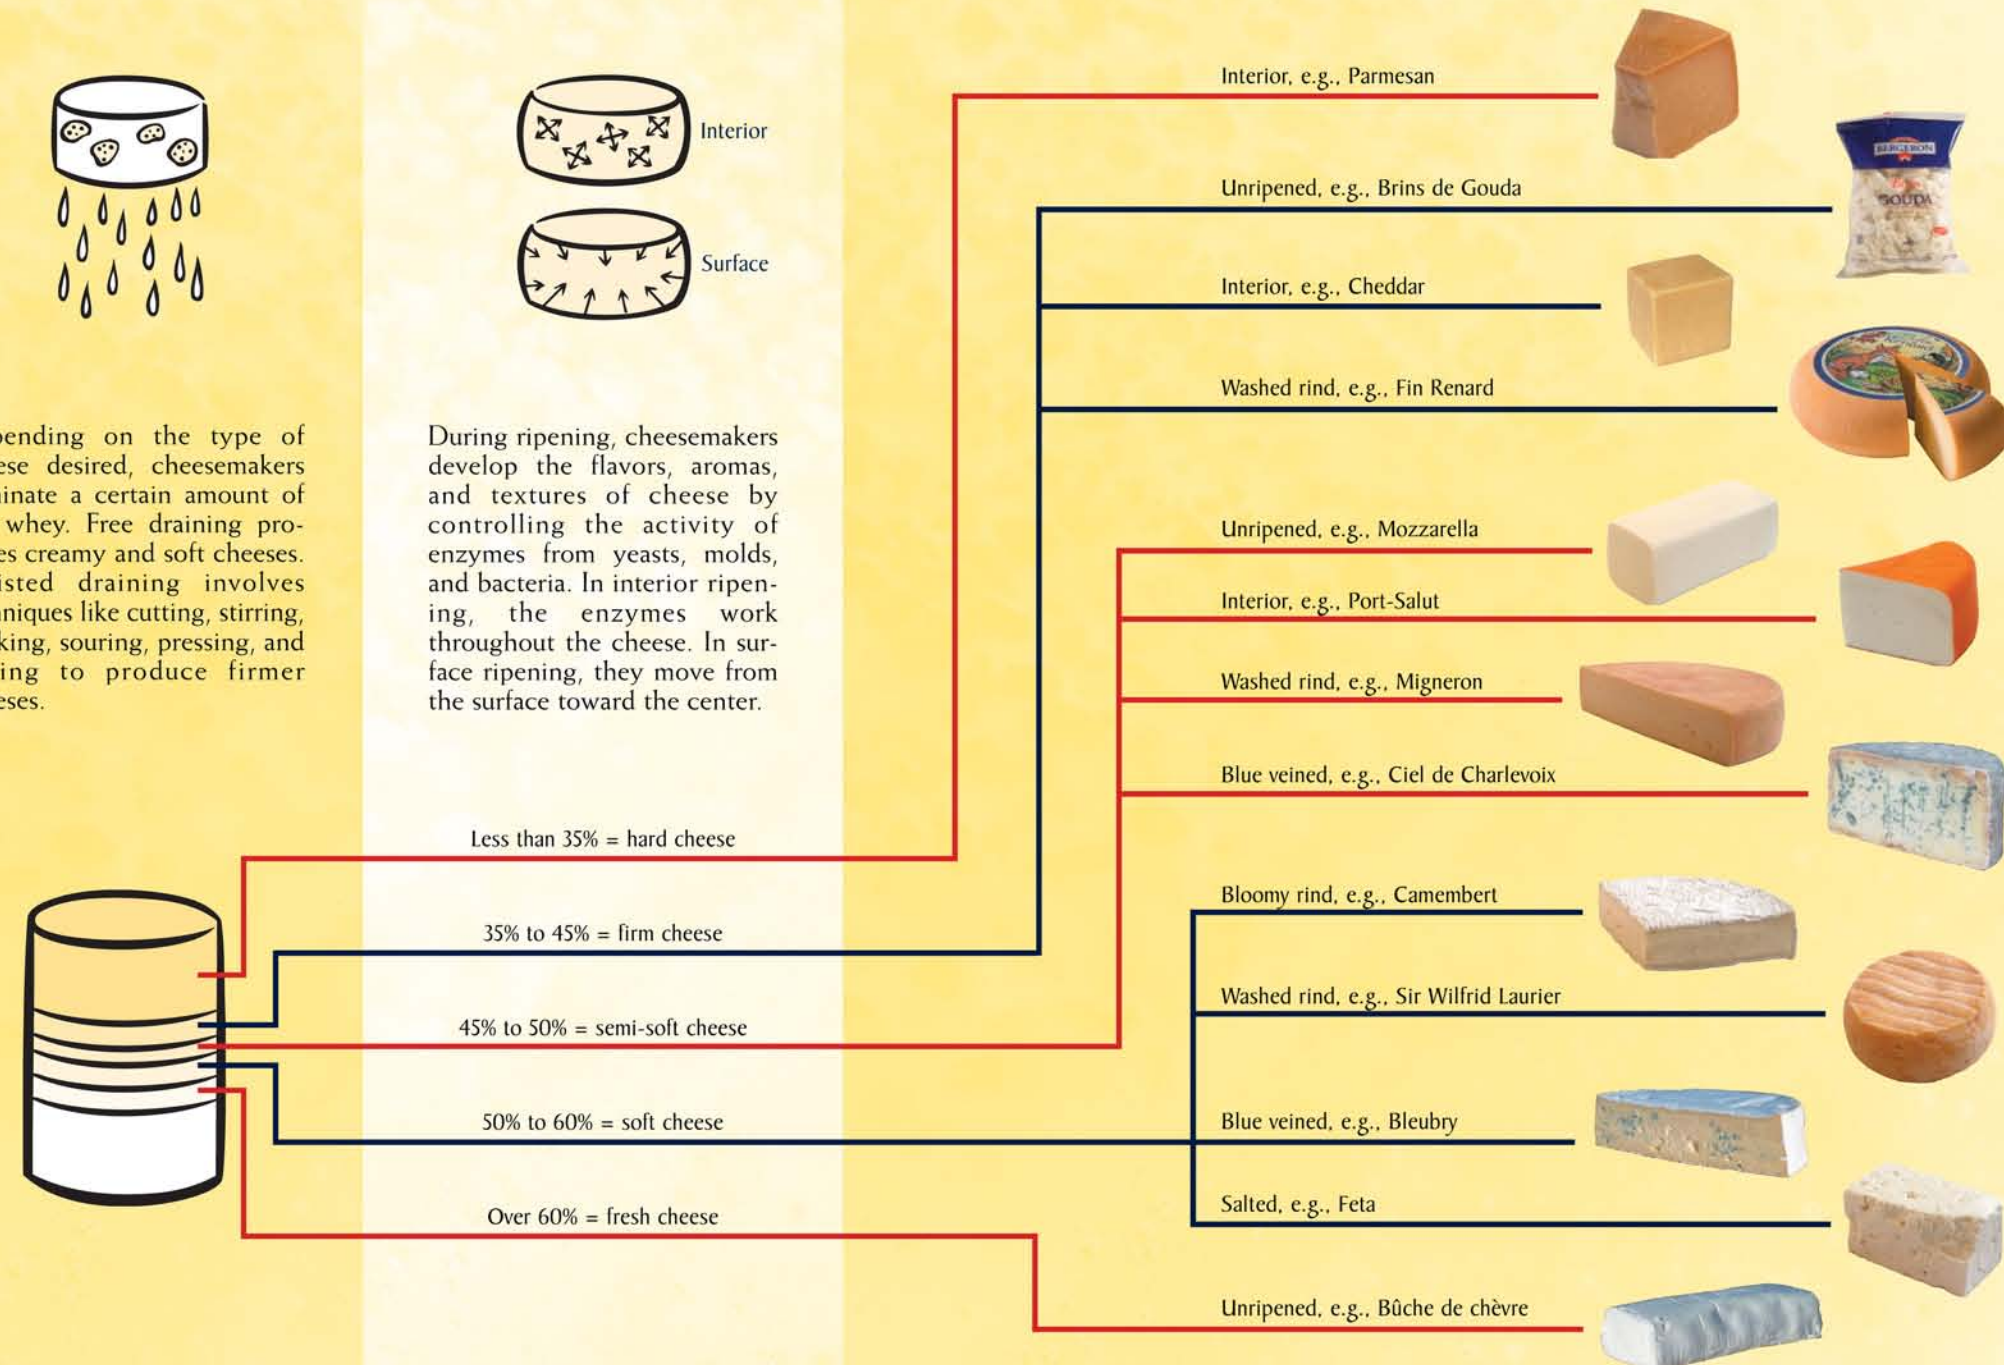 Interior
Surface
pending on the type of
ese desired, cheesemakers
inate a certain amount of
whey. Free draining pro-
es creamy and soft cheeses.
isted draining involves
niques like cutting, stirring,
king, souring, pressing, and
ing to produce firmer
eses.
During ripening, cheesemakers
develop the flavors, aromas,
and textures of cheese by
controlling the activity of
enzymes from yeasts, molds,
and bacteria. In interior ripen-
ing, the enzymes work
throughout the cheese. In sur-
face ripening, they move from
the surface toward the center.
Less than 35% = hard cheese
35% to 45% = firm cheese
45% to 50% = semi-soft cheese
50% to 60% = soft cheese
Over 60% = fresh cheese
Interior, e.g., Parmesan
Unripened, e.g., Brins de Gouda
BERGERON
GOUDA
Interior, e.g., Cheddar
Washed rind, e.g., Fin Renard
Unripened, e.g., Mozzarella
Interior, e.g., Port-Salut
Washed rind, e.g., Migneron
Blue veined, e.g., Ciel de Charlevoix
Bloomy rind, e.g., Camembert
Washed rind, e.g., Sir Wilfrid Laurier
Blue veined, e.g., Bleubry
Salted, e.g., Feta
Unripened, e.g., Bûche de chèvre